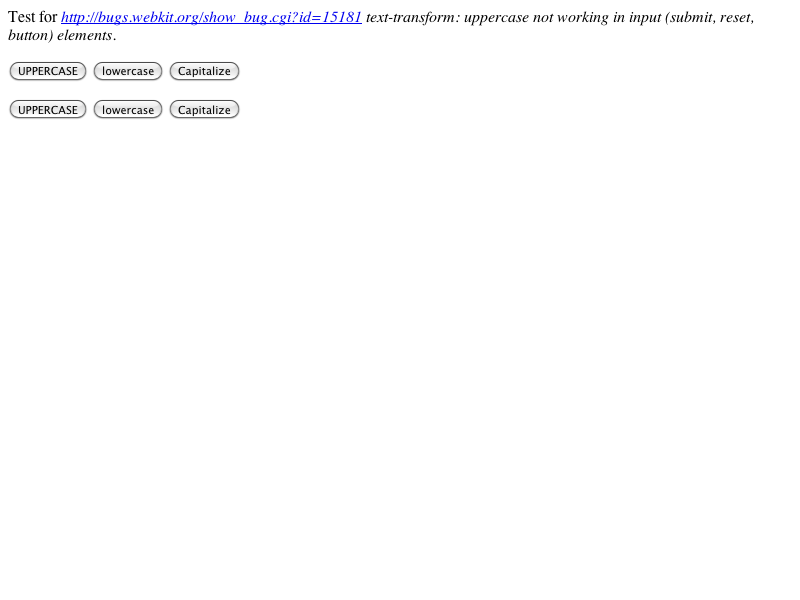 Test for http://bugs.webkit.org/show_bug.cgi?id=15181 text-transform: uppercase not working in input (submit, reset,
button) elements.
UPPERCASE lowercase Capitalize
UPPERCASE lowercase Capitalize